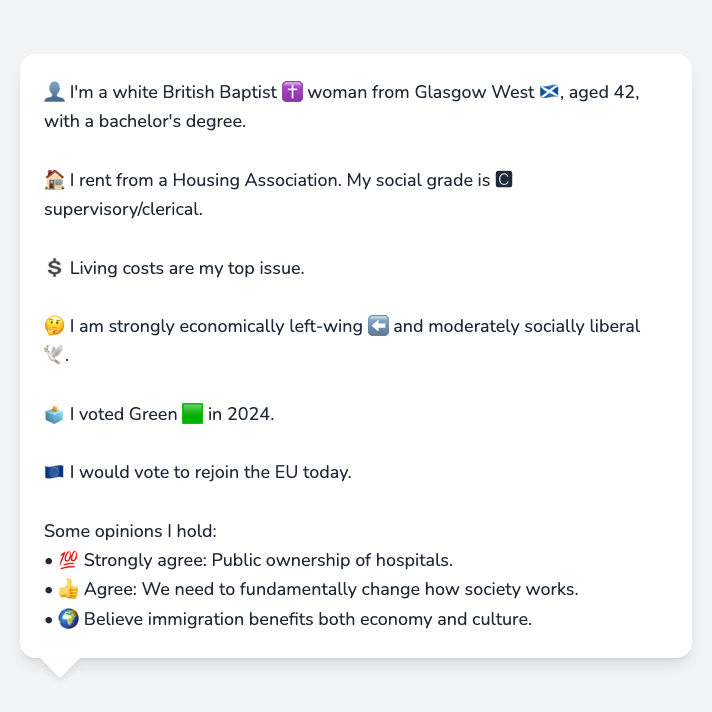 👤 I'm a white British Baptist ✝️ woman from Glasgow West 🏴󠁧󠁢󠁳󠁣󠁴󠁿, aged 42,
with a bachelor's degree.
🏠 I rent from a Housing Association. My social grade is 🅲
supervisory/clerical.
💲 Living costs are my top issue.
🤔 I am strongly economically left-wing ⬅️ and moderately socially liberal
🕊️.
🗳️ I voted Green 🟩 in 2024.
🇪🇺 I would vote to rejoin the EU today.
Some opinions I hold:
• 💯 Strongly agree: Public ownership of hospitals.
• 👍 Agree: We need to fundamentally change how society works.
• 🌍 Believe immigration benefits both economy and culture.